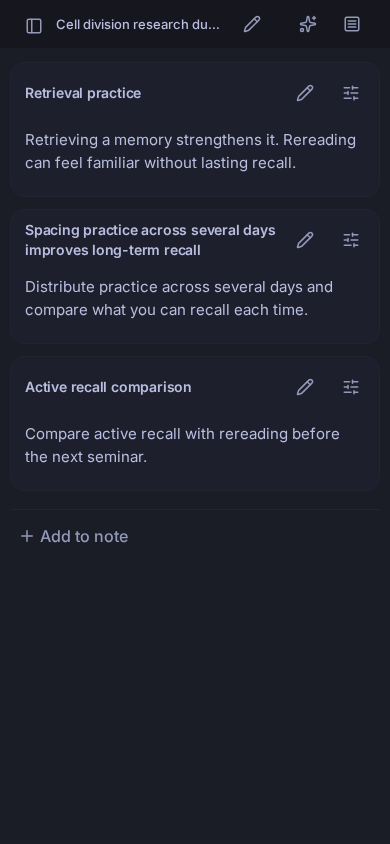 Cell division research du...
Retrieval practice
Retrieving a memory strengthens it. Rereading
can feel familiar without lasting recall.
Spacing practice across several days
improves long-term recall
Distribute practice across several days and
compare what you can recall each time.
Active recall comparison
Compare active recall with rereading before
the next seminar.
Add to note